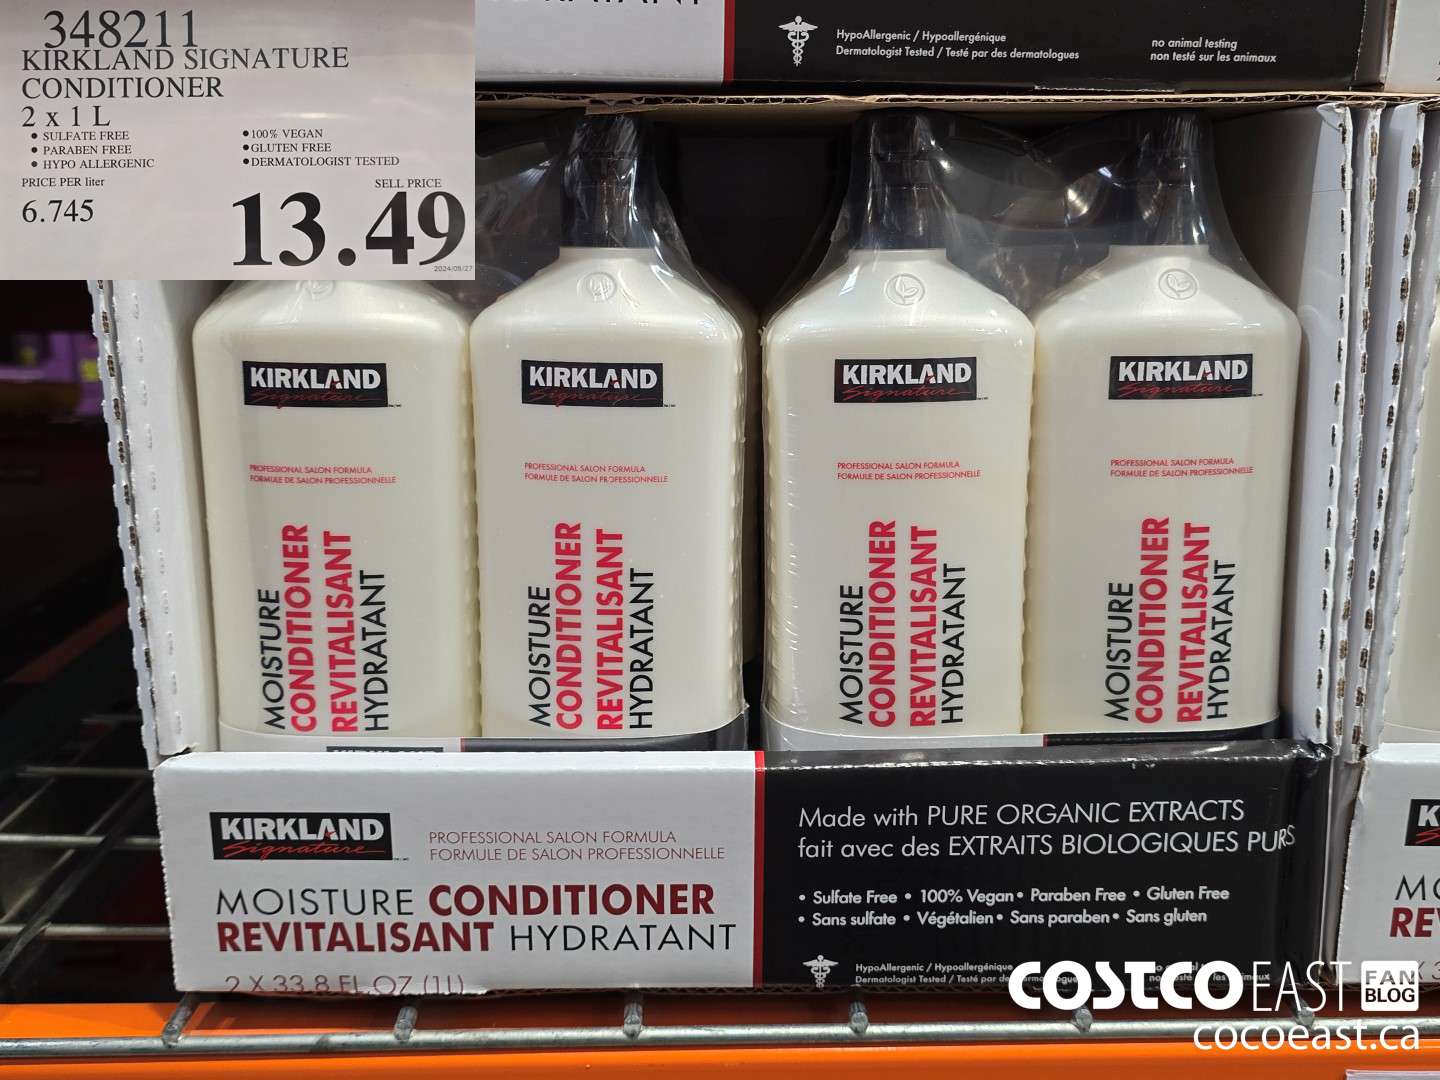 348211
KIRKLAND SIGNATURE
CONDITIONER
2 x 1 L
• SULFATE FREE
• PARABEN FREE
• HYPO ALLERGENIC
• 100% VEGAN
• GLUTEN FREE
• DERMATOLOGIST TESTED
PRICE PER liter
6.745
SELL PRICE
13.49
2024/09/27
HypoAllergenic / Hypoallergénique
Dermatologist Tested / Testé par des dermatologues
no animal testing
non testé sur les animaux
KIRKLAND
Signature
PROFESSIONAL SALON FORMULA
FORMULE DE SALON PROFESSIONNELLE
MOISTURE
CONDITIONER
REVITALISANT
HYDRATANT
KIRKLAND
Signature
PROFESSIONAL SALON FORMULA
FORMULE DE SALON PROFESSIONNELLE
MOISTURE
CONDITIONER
REVITALISANT
HYDRATANT
KIRKLAND
Signature
PROFESSIONAL SALON FORMULA
FORMULE DE SALON PROFESSIONNELLE
MOISTURE
CONDITIONER
REVITALISANT
HYDRATANT
KIRKLAND
Signature
PROFESSIONAL SALON FORMULA
FORMULE DE SALON PROFESSIONNELLE
MOISTURE
CONDITIONER
REVITALISANT
HYDRATANT
KIRKLAND
Signature
PROFESSIONAL SALON FORMULA
FORMULE DE SALON PROFESSIONNELLE
MOISTURE CONDITIONER
REVITALISANT HYDRATANT
2 X 33.8 FL OZ (1L)
Made with PURE ORGANIC EXTRACTS
fait avec des EXTRAITS BIOLOGIQUES PURS
• Sulfate Free • 100% Vegan • Paraben Free • Gluten Free
• Sans sulfate • Végétalien • Sans paraben • Sans gluten
HypoAllergenic / Hypoallergénique
Dermatologist Tested / Testé par
COSTCO EAST FAN BLOG
cocoeast.ca